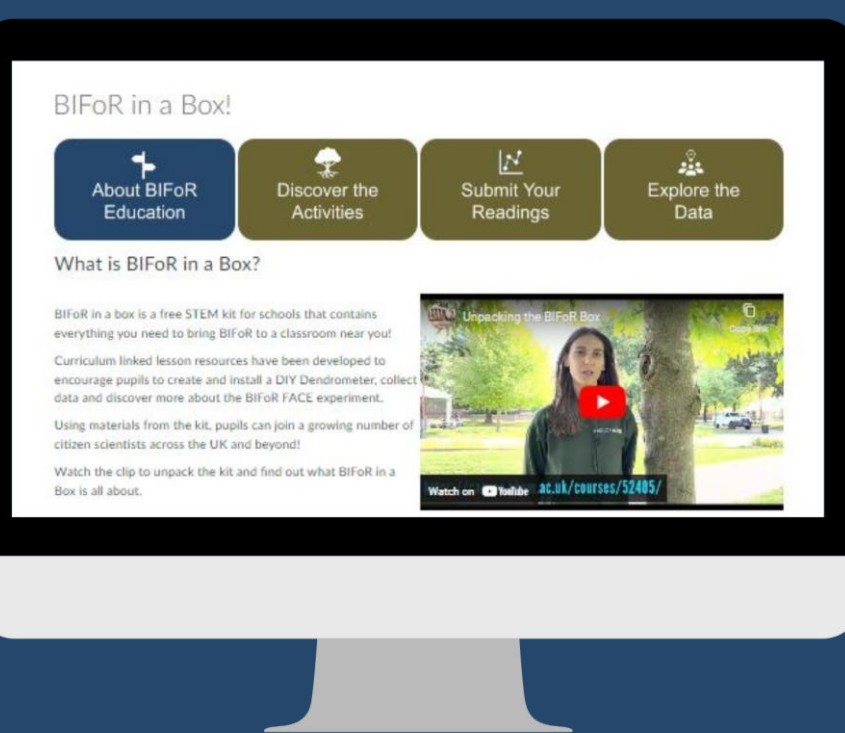 BIFoR in a Box!
About BIFoR
Education
Discover the
Activities
Submit Your
Readings
Explore the
Data
What is BIFoR in a Box?
BIFoR in a box is a free STEM kit for schools that contains
everything you need to bring BIFoR to a classroom near you!
Curriculum linked lesson resources have been developed to
encourage pupils to create and install a DIY Dendrometer, collect
data and discover more about the BIFoR FACE experiment.
Using materials from the kit, pupils can join a growing number of
citizen scientists across the UK and beyond!
Watch the clip to unpack the kit and find out what BIFoR in a
Box is all about.
Unpacking the BIFoR Box
Copy link
Watch on YouTube
ac.uk/courses/52405/